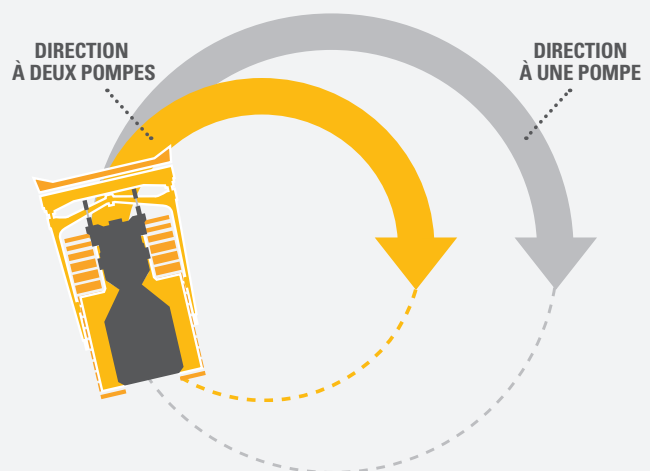 DIRECTION
À DEUX POMPES
DIRECTION
À UNE POMPE